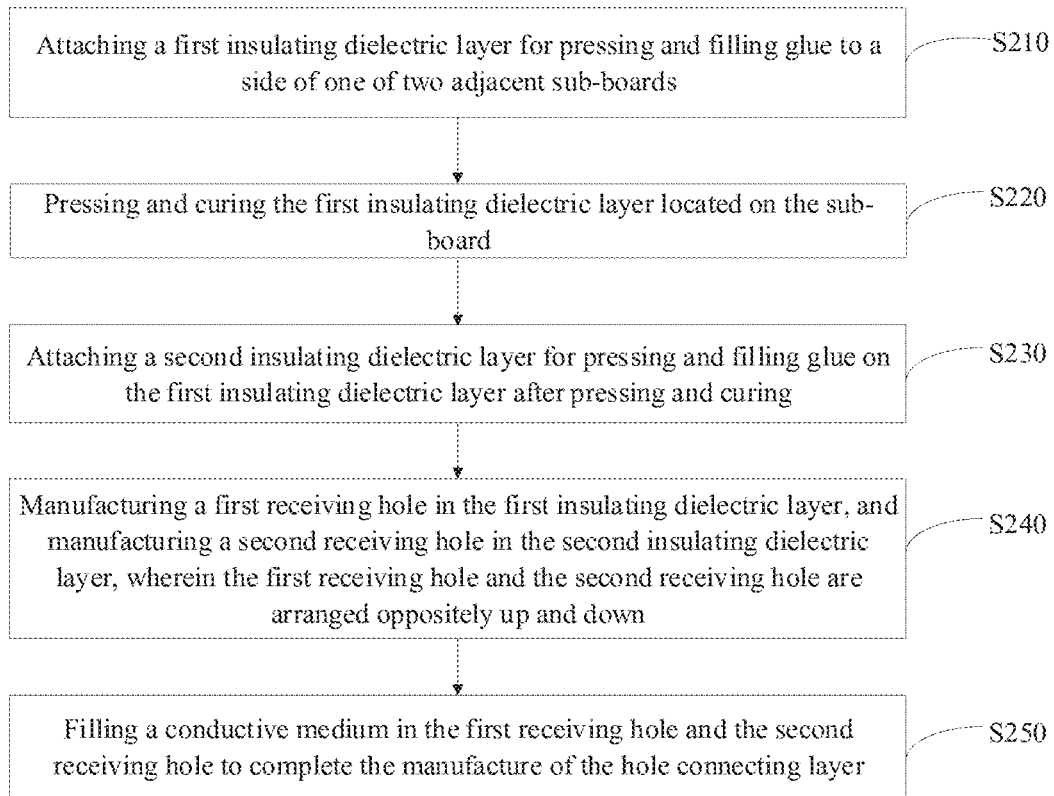 Attaching a first insulating dielectric layer for pressing and filling glue to a
side of one of two adjacent sub-boards
S210
Pressing and curing the first insulating dielectric layer located on the sub-
board
S220
Attaching a second insulating dielectric layer for pressing and filling glue on
the first insulating dielectric layer after pressing and curing
S230
Manufacturing a first receiving hole in the first insulating dielectric layer, and
manufacturing a second receiving hole in the second insulating dielectric
layer, wherein the first receiving hole and the second receiving hole are
arranged oppositely up and down
S240
Filling a conductive medium in the first receiving hole and the second
receiving hole to complete the manufacture of the hole connecting layer
S250